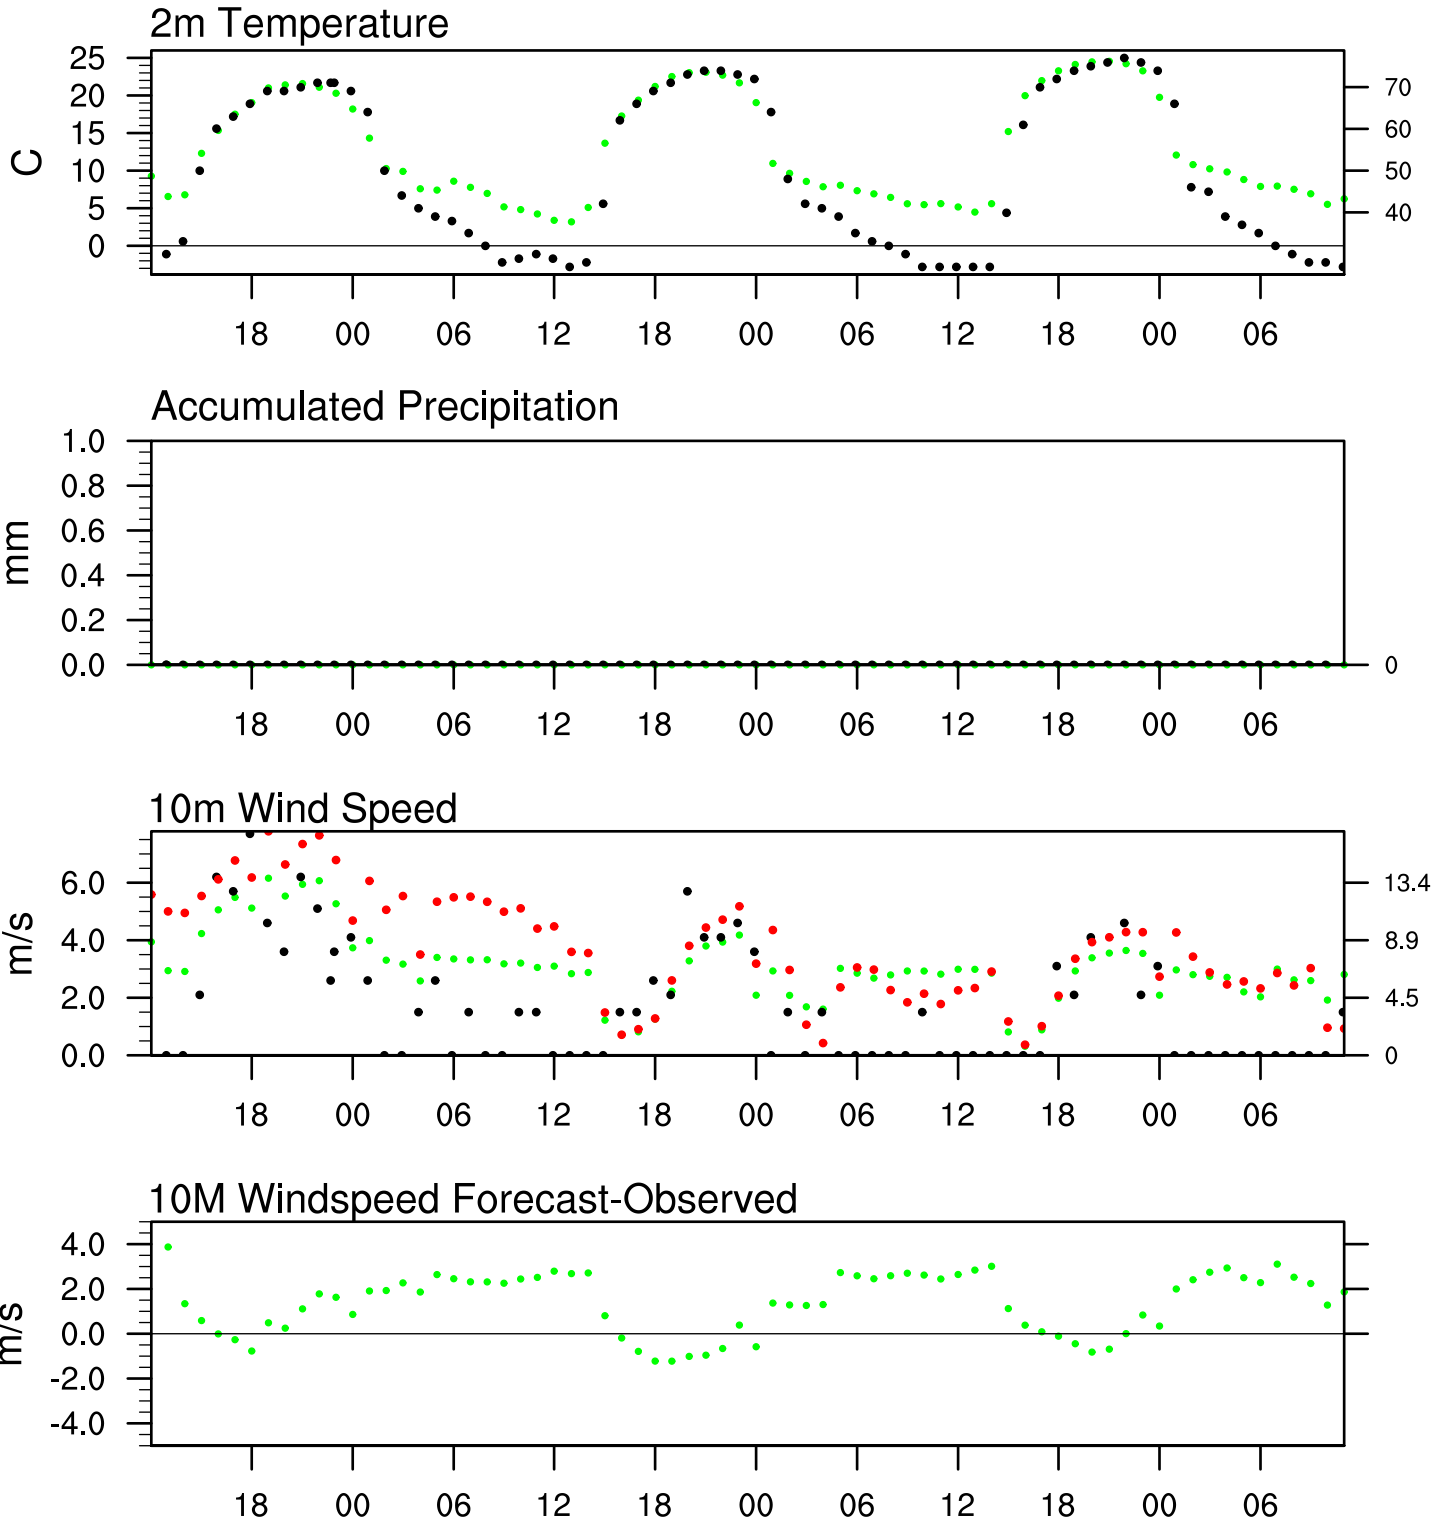 2m Temperature
25
20
15
10
5
0
C
70
60
50
40
18 00 06 12 18 00 06 12 18 00 06
Accumulated Precipitation
1.0
0.8
0.6
0.4
0.2
0.0
mm
0
18 00 06 12 18 00 06 12 18 00 06
10m Wind Speed
6.0
4.0
2.0
0.0
m/s
13.4
8.9
4.5
0
18 00 06 12 18 00 06 12 18 00 06
10M Windspeed Forecast-Observed
4.0
2.0
0.0
-2.0
-4.0
m/s
18 00 06 12 18 00 06 12 18 00 06